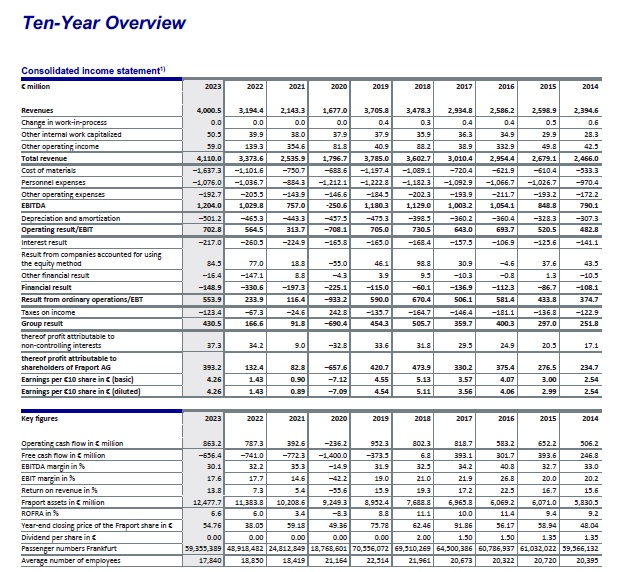 Ten-Year Overview
Consolidated income statement¹⁾
€ million 2023 2022 2021 2020 2019 2018 2017 2016 2015 2014
Revenues 4,000.5 3,194.4 2,143.3 1,677.0 3,705.8 3,478.3 2,934.8 2,586.2 2,598.9 2,394.6
Change in work-in-process 0.0 0.0 0.0 0.0 0.4 0.3 0.4 0.4 0.5 0.6
Other internal work capitalized 50.5 39.9 38.0 37.9 37.9 35.9 36.3 34.9 29.9 28.3
Other operating income 59.0 139.3 354.6 81.8 40.9 88.2 38.9 332.9 49.8 42.5
Total revenue 4,110.0 3,373.6 2,535.9 1,796.7 3,785.0 3,602.7 3,010.4 2,954.4 2,679.1 2,466.0
Cost of materials −1,637.3 −1,101.6 −750.7 −688.6 −1,197.4 −1,089.1 −720.4 −621.9 −610.4 −533.3
Personnel expenses −1,076.0 −1,036.7 −884.3 −1,212.1 −1,222.8 −1,182.3 −1,092.9 −1,066.7 −1,026.7 −970.4
Other operating expenses −192.7 −205.5 −143.9 −146.6 −184.5 −202.3 −193.9 −211.7 −193.2 −172.2
EBITDA 1,204.0 1,029.8 757.0 −250.6 1,180.3 1,129.0 1,003.2 1,054.1 848.8 790.1
Depreciation and amortization −501.2 −465.3 −443.3 −457.5 −475.3 −398.5 −360.2 −360.4 −328.3 −307.3
Operating result/EBIT 702.8 564.5 313.7 −708.1 705.0 730.5 643.0 693.7 520.5 482.8
Interest result −217.0 −260.5 −224.9 −165.8 −165.0 −168.4 −157.5 −106.9 −125.6 −141.1
Result from companies accounted for using
the equity method 84.5 77.0 18.8 −55.0 46.1 98.8 30.9 −4.6 37.6 43.5
Other financial result −16.4 −147.1 8.8 −4.3 3.9 9.5 −10.3 −0.8 1.3 −10.5
Financial result −148.9 −330.6 −197.3 −225.1 −115.0 −60.1 −136.9 −112.3 −86.7 −108.1
Result from ordinary operations/EBT 553.9 233.9 116.4 −933.2 590.0 670.4 506.1 581.4 433.8 374.7
Taxes on income −123.4 −67.3 −24.6 242.8 −135.7 −164.7 −146.4 −181.1 −136.8 −122.9
Group result 430.5 166.6 91.8 −690.4 454.3 505.7 359.7 400.3 297.0 251.8
thereof profit attributable to
non-controlling interests 37.3 34.2 9.0 −32.8 33.6 31.8 29.5 24.9 20.5 17.1
thereof profit attributable to
shareholders of Fraport AG 393.2 132.4 82.8 −657.6 420.7 473.9 330.2 375.4 276.5 234.7
Earnings per €10 share in € (basic) 4.26 1.43 0.90 −7.12 4.55 5.13 3.57 4.07 3.00 2.54
Earnings per €10 share in € (diluted) 4.26 1.43 0.89 −7.09 4.54 5.11 3.56 4.06 2.99 2.54
Key figures 2023 2022 2021 2020 2019 2018 2017 2016 2015 2014
Operating cash flow in € million 863.2 787.3 392.6 −236.2 952.3 802.3 818.7 583.2 652.2 506.2
Free cash flow in € million −656.4 −741.0 −772.3 −1,400.0 −373.5 6.8 393.1 301.7 393.6 246.8
EBITDA margin in % 30.1 32.2 35.3 −14.9 31.9 32.5 34.2 40.8 32.7 33.0
EBIT margin in % 17.6 17.7 14.6 −42.2 19.0 21.0 21.9 26.8 20.0 20.2
Return on revenue in % 13.8 7.3 5.4 −55.6 15.9 19.3 17.2 22.5 16.7 15.6
Fraport assets in € million 12,477.7 11,383.8 10,208.6 9,249.3 8,952.4 7,688.8 6,965.8 6,069.2 6,071.0 5,830.5
ROFRA in % 6.6 6.0 3.4 −8.3 8.8 11.1 10.0 11.4 9.4 9.2
Year-end closing price of the Fraport share in € 54.76 38.05 59.18 49.36 75.78 62.46 91.86 56.17 58.94 48.04
Dividend per share in € 0.00 0.00 0.00 0.00 0.00 2.00 1.50 1.50 1.35 1.35
Passenger numbers Frankfurt 59,355,389 48,918,482 24,812,849 18,768,601 70,556,072 69,510,269 64,500,386 60,786,937 61,032,022 59,566,132
Average number of employees 17,840 18,850 18,419 21,164 22,514 21,961 20,673 20,322 20,720 20,395